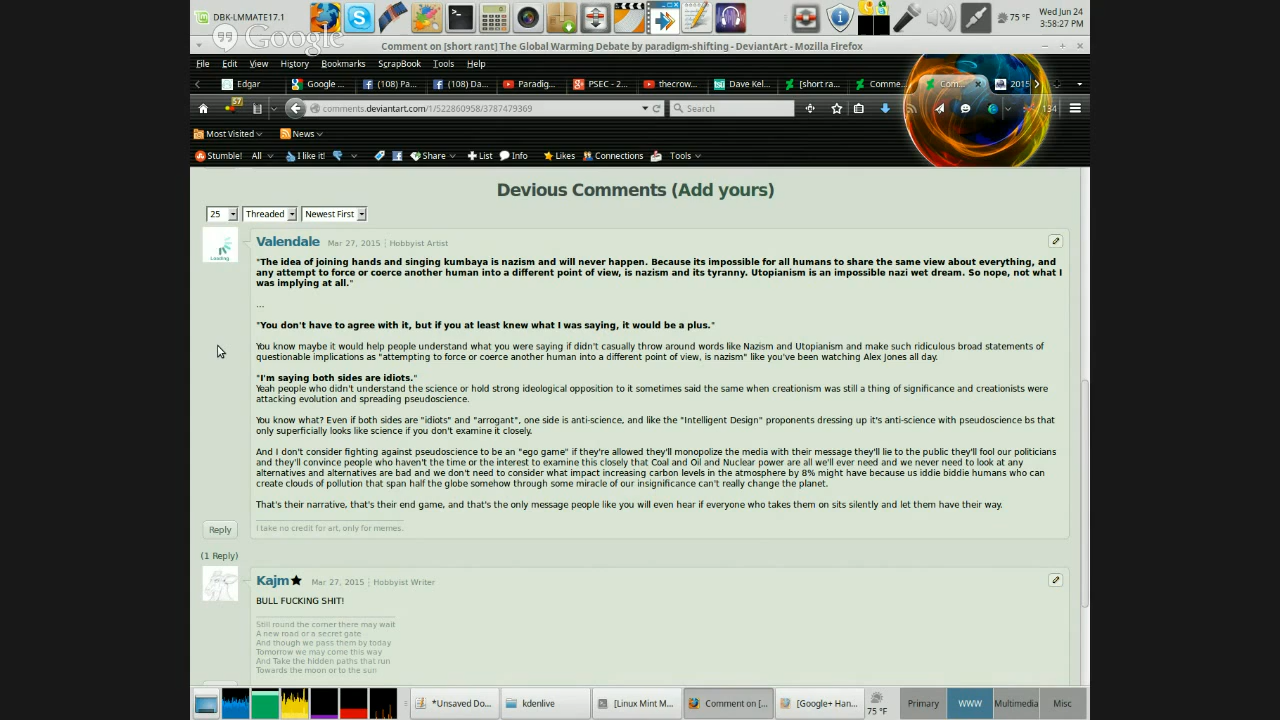 DBK-LMMATE17.1
75 °F
Wed Jun 24
3:58:27 PM
Google
Comment on [short rant] The Global Warming Debate by paradigm-shifting - DeviantArt - Mozilla Firefox
File Edit View History Bookmarks ScrapBook Tools Help
Edgar
Google ...
(108) Pa...
(108) Da...
Paradig...
PSEC - 2...
thecrow...
Dave Kel...
[short ra...
Comme...
Com...
2015
57
comments.deviantart.com/1/522860958/3787479369
Search
134
Most Visited
News
Stumble! All I like it! Share List Info Likes Connections Tools
Devious Comments (Add yours)
25 Threaded Newest First
Loading
Valendale Mar 27, 2015 | Hobbyist Artist
"The idea of joining hands and singing kumbaya is nazism and will never happen. Because its impossible for all humans to share the same view about everything, and
any attempt to force or coerce another human into a different point of view, is nazism and its tyranny. Utopianism is an impossible nazi wet dream. So nope, not what I
was implying at all."
...
"You don't have to agree with it, but if you at least knew what I was saying, it would be a plus."
You know maybe it would help people understand what you were saying if didn't casually throw around words like Nazism and Utopianism and make such ridiculous broad statements of
questionable implications as "attempting to force or coerce another human into a different point of view, is nazism" like you've been watching Alex Jones all day.
"I'm saying both sides are idiots."
Yeah people who didn't understand the science or hold strong ideological opposition to it sometimes said the same when creationism was still a thing of significance and creationists were
attacking evolution and spreading pseudoscience.
You know what? Even if both sides are "idiots" and "arrogant", one side is anti-science, and like the "Intelligent Design" proponents dressing up it's anti-science with pseudoscience bs that
only superficially looks like science if you don't examine it closely.
And I don't consider fighting against pseudoscience to be an "ego game" if they're allowed they'll monopolize the media with their message they'll lie to the public they'll fool our politicians
and they'll convince people who haven't the time or the interest to examine this closely that Coal and Oil and Nuclear power are all we'll ever need and we never need to look at any
alternatives and alternatives are bad and we don't need to consider what impact increasing carbon levels in the atmosphere by 8% might have because us iddie biddie humans who can
create clouds of pollution that span half the globe somehow through some miracle of our insignificance can't really change the planet.
That's their narrative, that's their end game, and that's the only message people like you will even hear if everyone who takes them on sits silently and let them have their way.
I take no credit for art, only for memes.
Reply
(1 Reply)
Kajm★ Mar 27, 2015 | Hobbyist Writer
BULL FUCKING SHIT!
Still round the corner there may wait
A new road or a secret gate
And though we pass them by today
Tomorrow we may come this way
And Take the hidden paths that run
Towards the moon or to the sun
*Unsaved Do...
kdenlive
[Linux Mint M...
Comment on [...
[Google+ Han...
75 °F
Primary
WWW
Multimedia
Misc